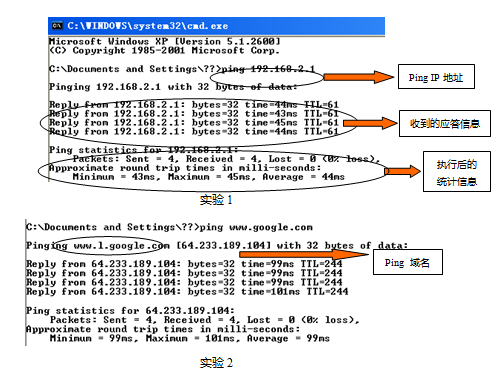 C:\WINDOWS\system32\cmd.exe
Microsoft Windows XP [Version 5.1.2600]
(C) Copyright 1985-2001 Microsoft Corp.
C:\Documents and Settings\??>ping 192.168.2.1
Ping IP 地址
Pinging 192.168.2.1 with 32 bytes of data:
Reply from 192.168.2.1: bytes=32 time=44ms TTL=61
Reply from 192.168.2.1: bytes=32 time=43ms TTL=61
Reply from 192.168.2.1: bytes=32 time=45ms TTL=61
Reply from 192.168.2.1: bytes=32 time=44ms TTL=61
收到的应答信息
Ping statistics for 192.168.2.1:
Packets: Sent = 4, Received = 4, Lost = 0 (0% loss),
Approximate round trip times in milli-seconds:
Minimum = 43ms, Maximum = 45ms, Average = 44ms
执行后的
统计信息
实验 1
C:\Documents and Settings\??>ping www.google.com
Pinging www.l.google.com [64.233.189.104] with 32 bytes of data:
Ping 域名
Reply from 64.233.189.104: bytes=32 time=99ms TTL=244
Reply from 64.233.189.104: bytes=32 time=99ms TTL=244
Reply from 64.233.189.104: bytes=32 time=99ms TTL=244
Reply from 64.233.189.104: bytes=32 time=101ms TTL=244
Ping statistics for 64.233.189.104:
Packets: Sent = 4, Received = 4, Lost = 0 (0% loss),
Approximate round trip times in milli-seconds:
Minimum = 99ms, Maximum = 101ms, Average = 99ms
实验 2